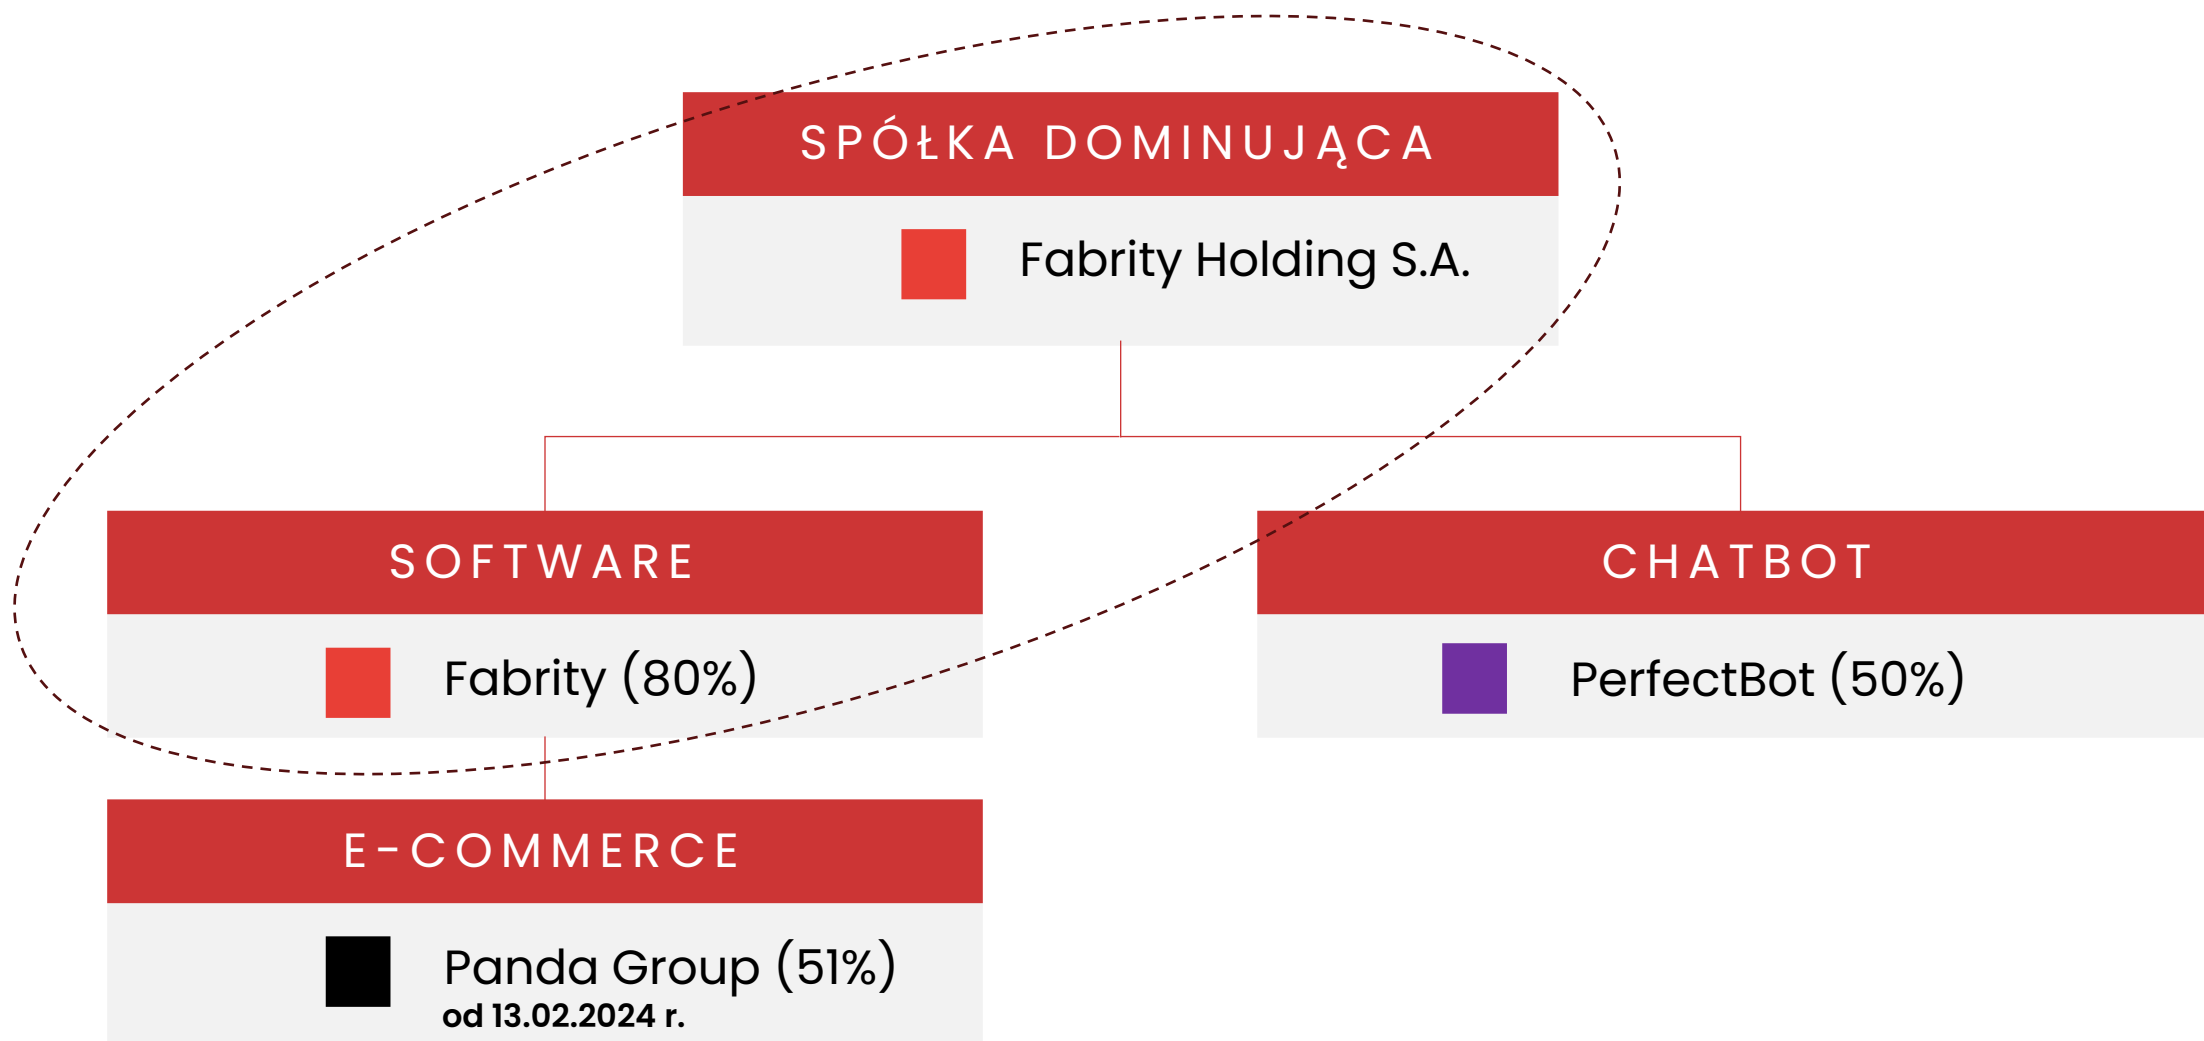 SPÓŁKA DOMINUJĄCA
Fabrity Holding S.A.
SOFTWARE
Fabrity (80%)
CHATBOT
PerfectBot (50%)
E-COMMERCE
Panda Group (51%)
od 13.02.2024 r.